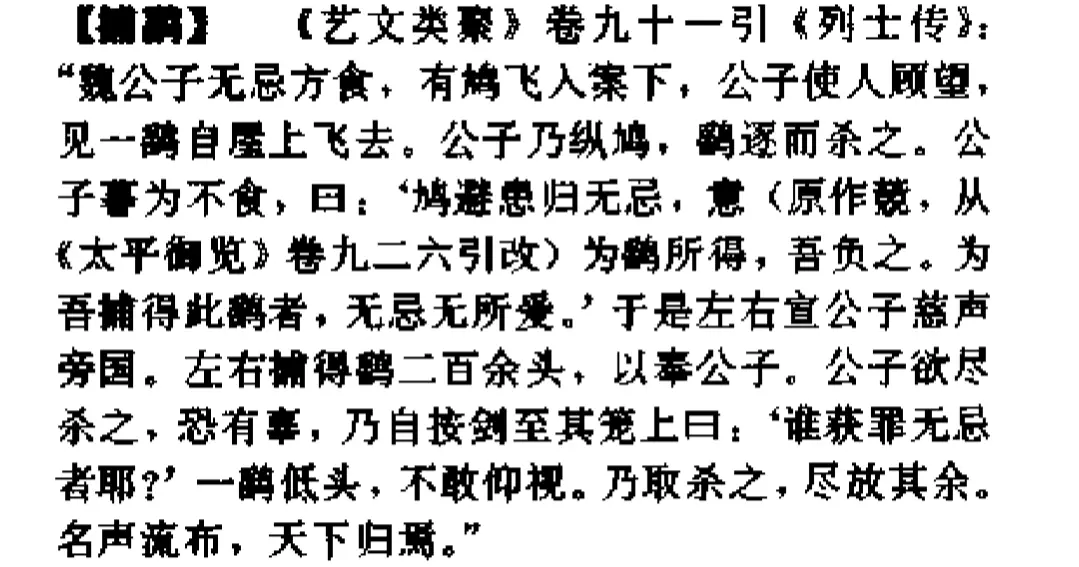 【捕鹞】 《艺文类聚》卷九十一引《列士传》：
“魏公子无忌方食，有鸠飞入案下，公子使人顾望，
见一鹞自屋上飞去。公子乃纵鸠，鹞逐而杀之。公
子暮为不食，曰：‘鸠避患归无忌，竟（原作競，从
《太平御览》卷九二六引改）为鹞所得，吾负之。为
吾捕得此鹞者，无忌无所爱。’于是左右宣公子慈声
旁国。左右捕得鹞二百余头，以奉公子。公子欲尽
杀之，恐有辜，乃自按剑至其笼上曰：‘谁获罪无忌
者耶？’一鹞低头，不敢仰视。乃取杀之，尽放其余。
名声流布，天下归焉。”